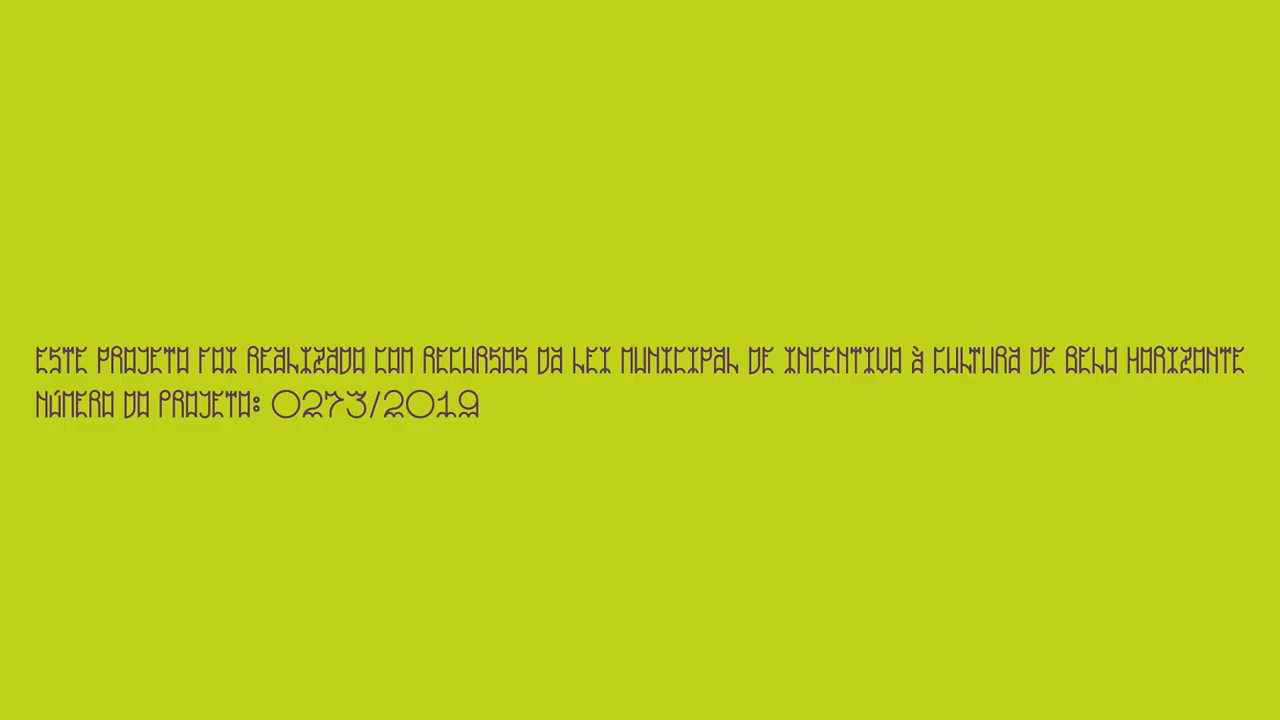 ESTE PROJETO FOI REALIZADO COM RECURSOS DA LEI MUNICIPAL DE INCENTIVO À CULTURA DE BELO HORIZONTE
NÚMERO DO PROJETO: 0273/2019